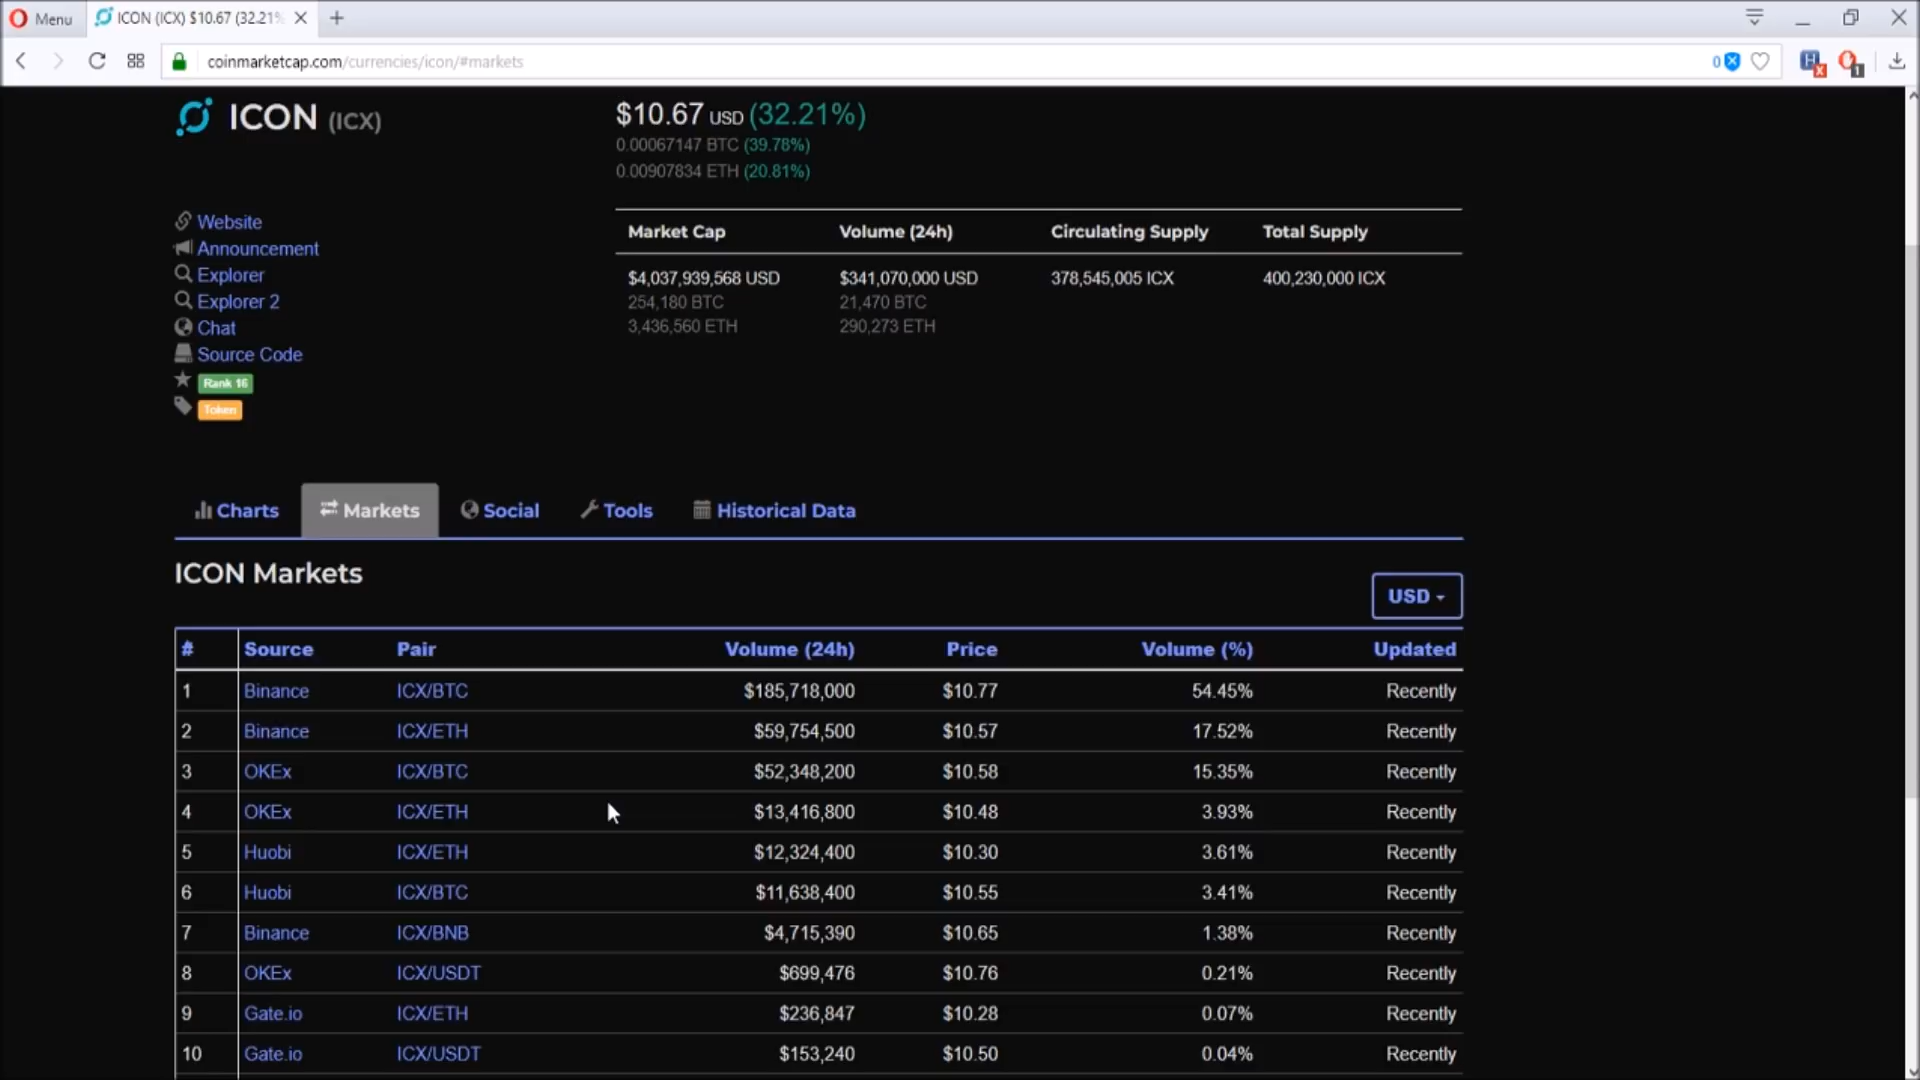 Menu
ICON (ICX) $10.67 (32.21%
coinmarketcap.com/currencies/icon/#markets
0
ICON (ICX)
$10.67 USD (32.21%)
0.00067147 BTC (39.78%)
0.00907834 ETH (20.81%)
Website
Announcement
Explorer
Explorer 2
Chat
Source Code
Rank 16
Token
Market Cap Volume (24h) Circulating Supply Total Supply
$4,037,939,568 USD $341,070,000 USD 378,545,005 ICX 400,230,000 ICX
254,180 BTC 21,470 BTC
3,436,560 ETH 290,273 ETH
Charts Markets Social Tools Historical Data
ICON Markets
USD
# Source Pair Volume (24h) Price Volume (%) Updated
1 Binance ICX/BTC $185,718,000 $10.77 54.45% Recently
2 Binance ICX/ETH $59,754,500 $10.57 17.52% Recently
3 OKEx ICX/BTC $52,348,200 $10.58 15.35% Recently
4 OKEx ICX/ETH $13,416,800 $10.48 3.93% Recently
5 Huobi ICX/ETH $12,324,400 $10.30 3.61% Recently
6 Huobi ICX/BTC $11,638,400 $10.55 3.41% Recently
7 Binance ICX/BNB $4,715,390 $10.65 1.38% Recently
8 OKEx ICX/USDT $699,476 $10.76 0.21% Recently
9 Gate.io ICX/ETH $236,847 $10.28 0.07% Recently
10 Gate.io ICX/USDT $153,240 $10.50 0.04% Recently